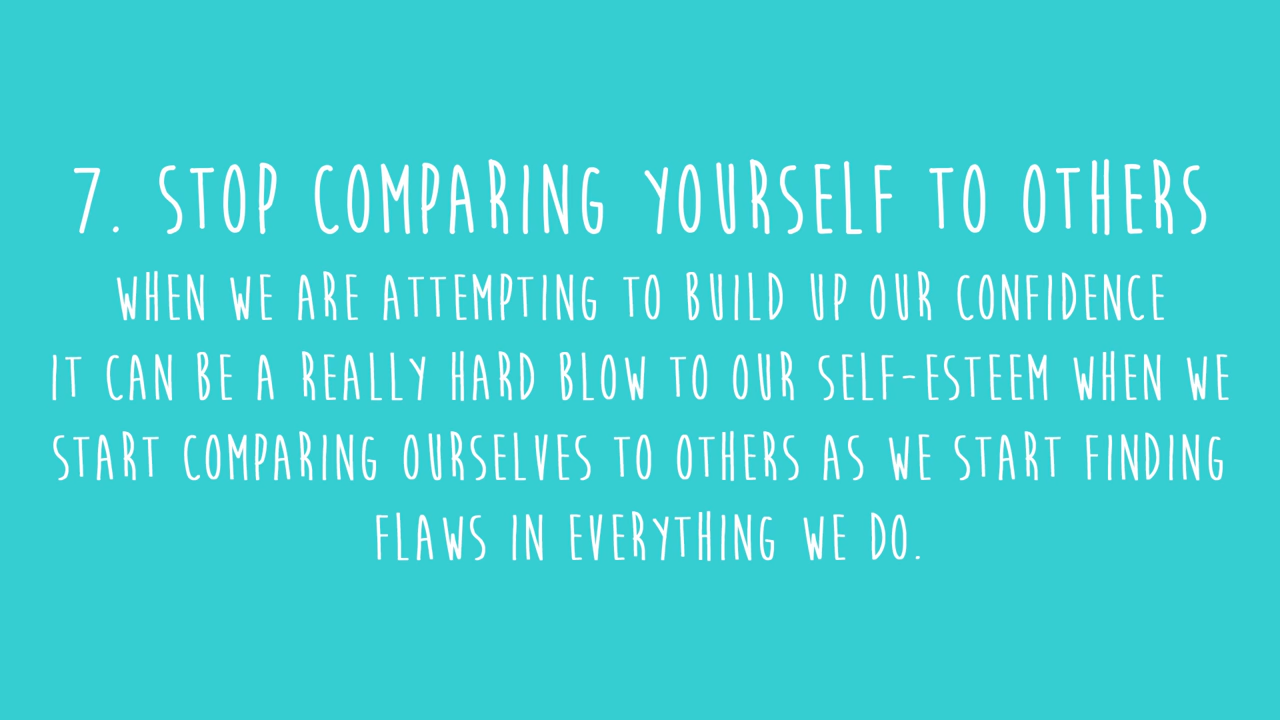 7. STOP COMPARING YOURSELF TO OTHERS
WHEN WE ARE ATTEMPTING TO BUILD UP OUR CONFIDENCE
IT CAN BE A REALLY HARD BLOW TO OUR SELF-ESTEEM WHEN WE
START COMPARING OURSELVES TO OTHERS AS WE START FINDING
FLAWS IN EVERYTHING WE DO.